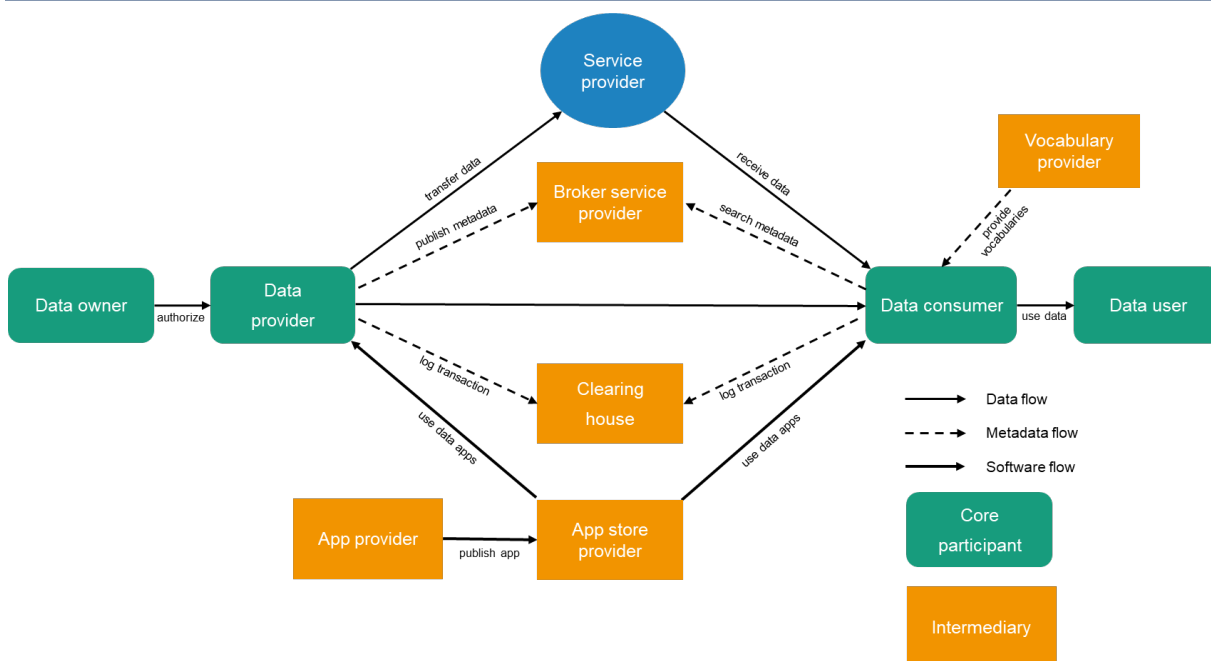 Service
provider
Vocabulary
provider
transfer data
receive data
Broker service
provider
publish metadata
search metadata
provide
vocabularies
Data owner
authorize
Data
provider
Data consumer
use data
Data user
log transaction
log transaction
Clearing
house
use data apps
use data apps
Data flow
Metadata flow
Software flow
App provider
publish app
App store
provider
Core
participant
Intermediary